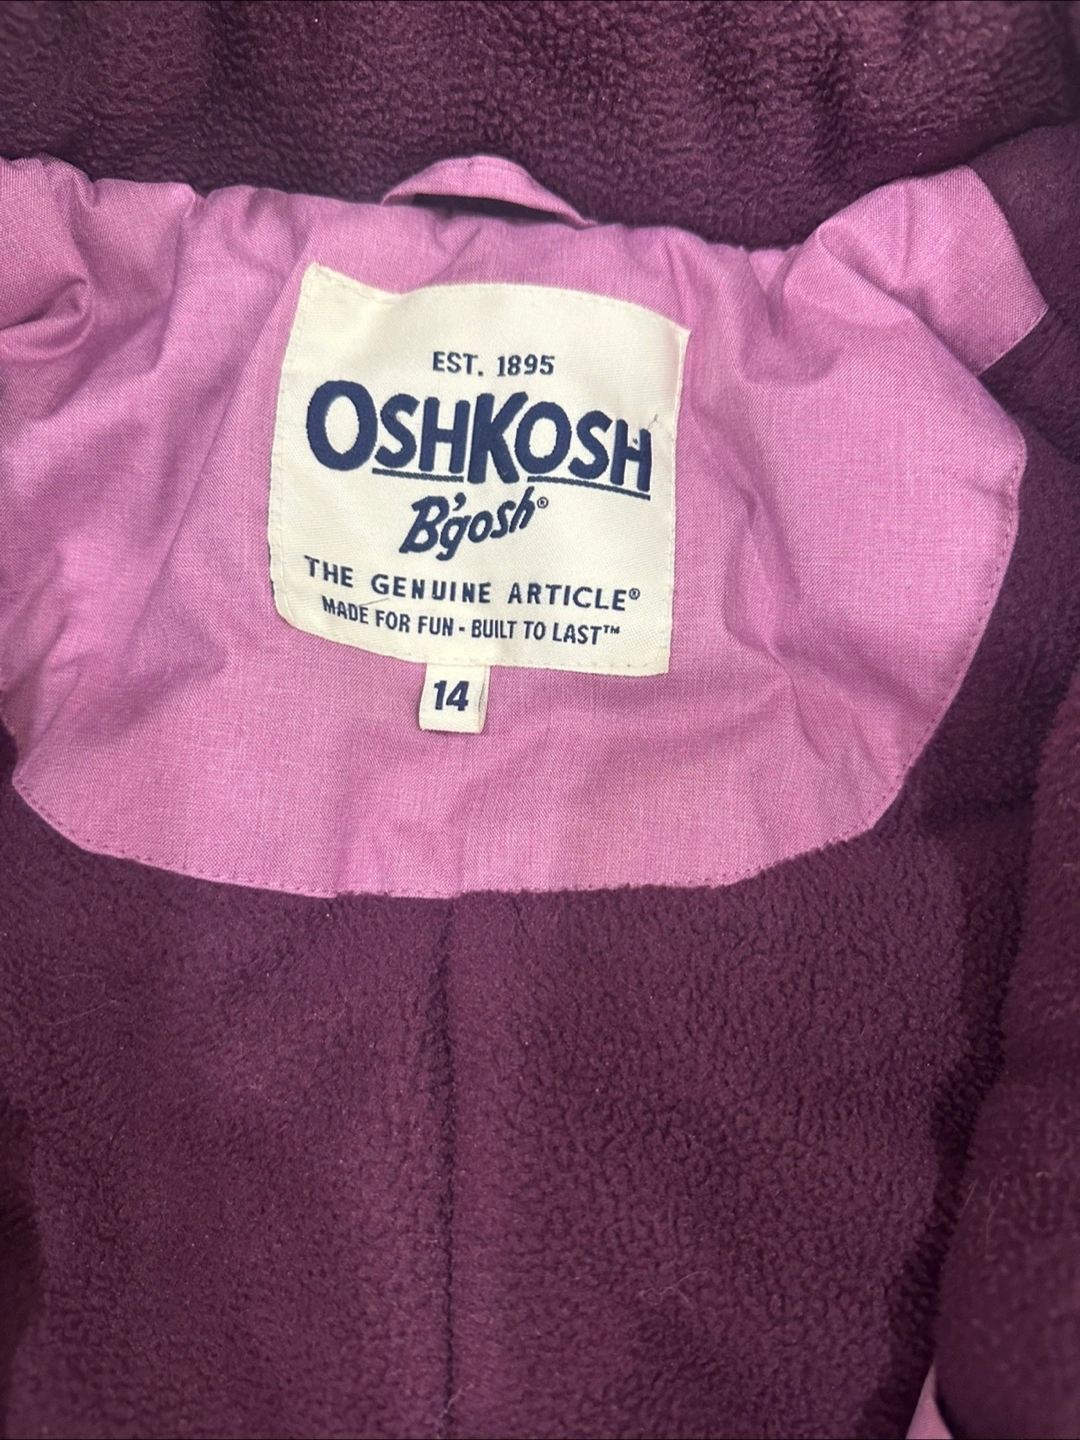 EST. 1895
OSHKOSH
B'gosh®
THE GENUINE ARTICLE®
MADE FOR FUN - BUILT TO LAST™
14